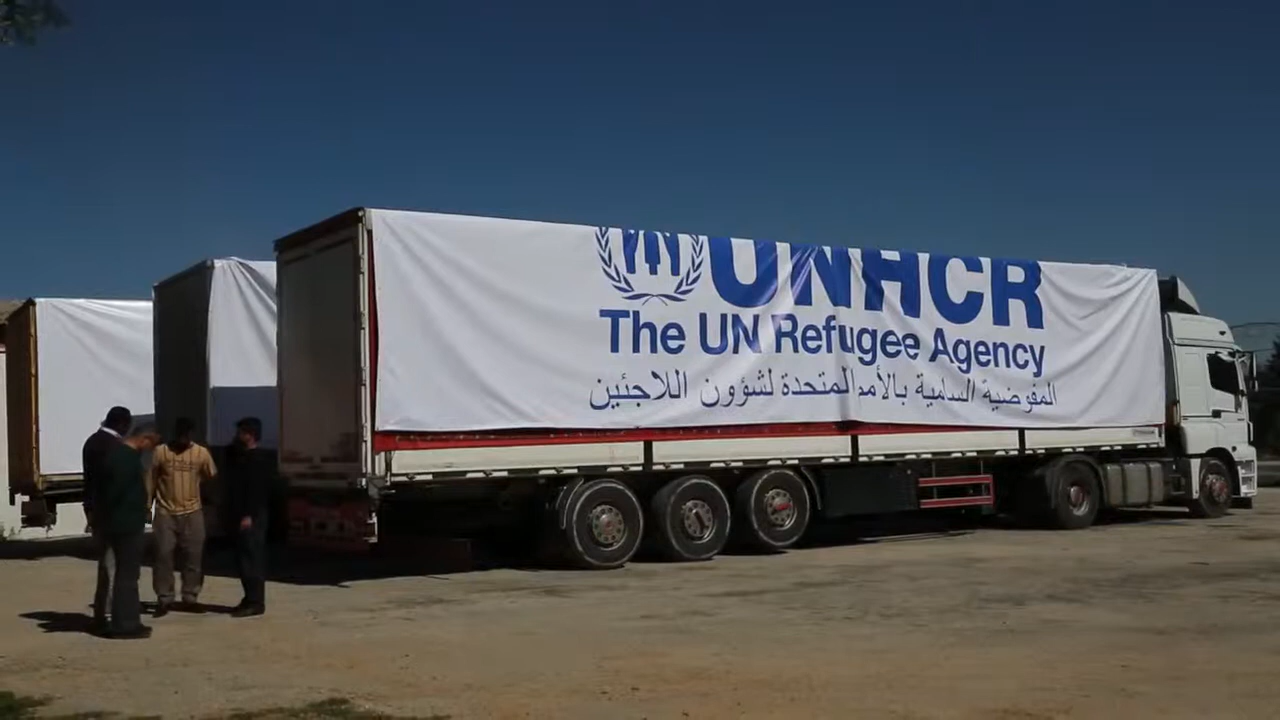 UNHCR
The UN Refugee Agency
المفوضية السامية بالأمم المتحدة لشؤون اللاجئين